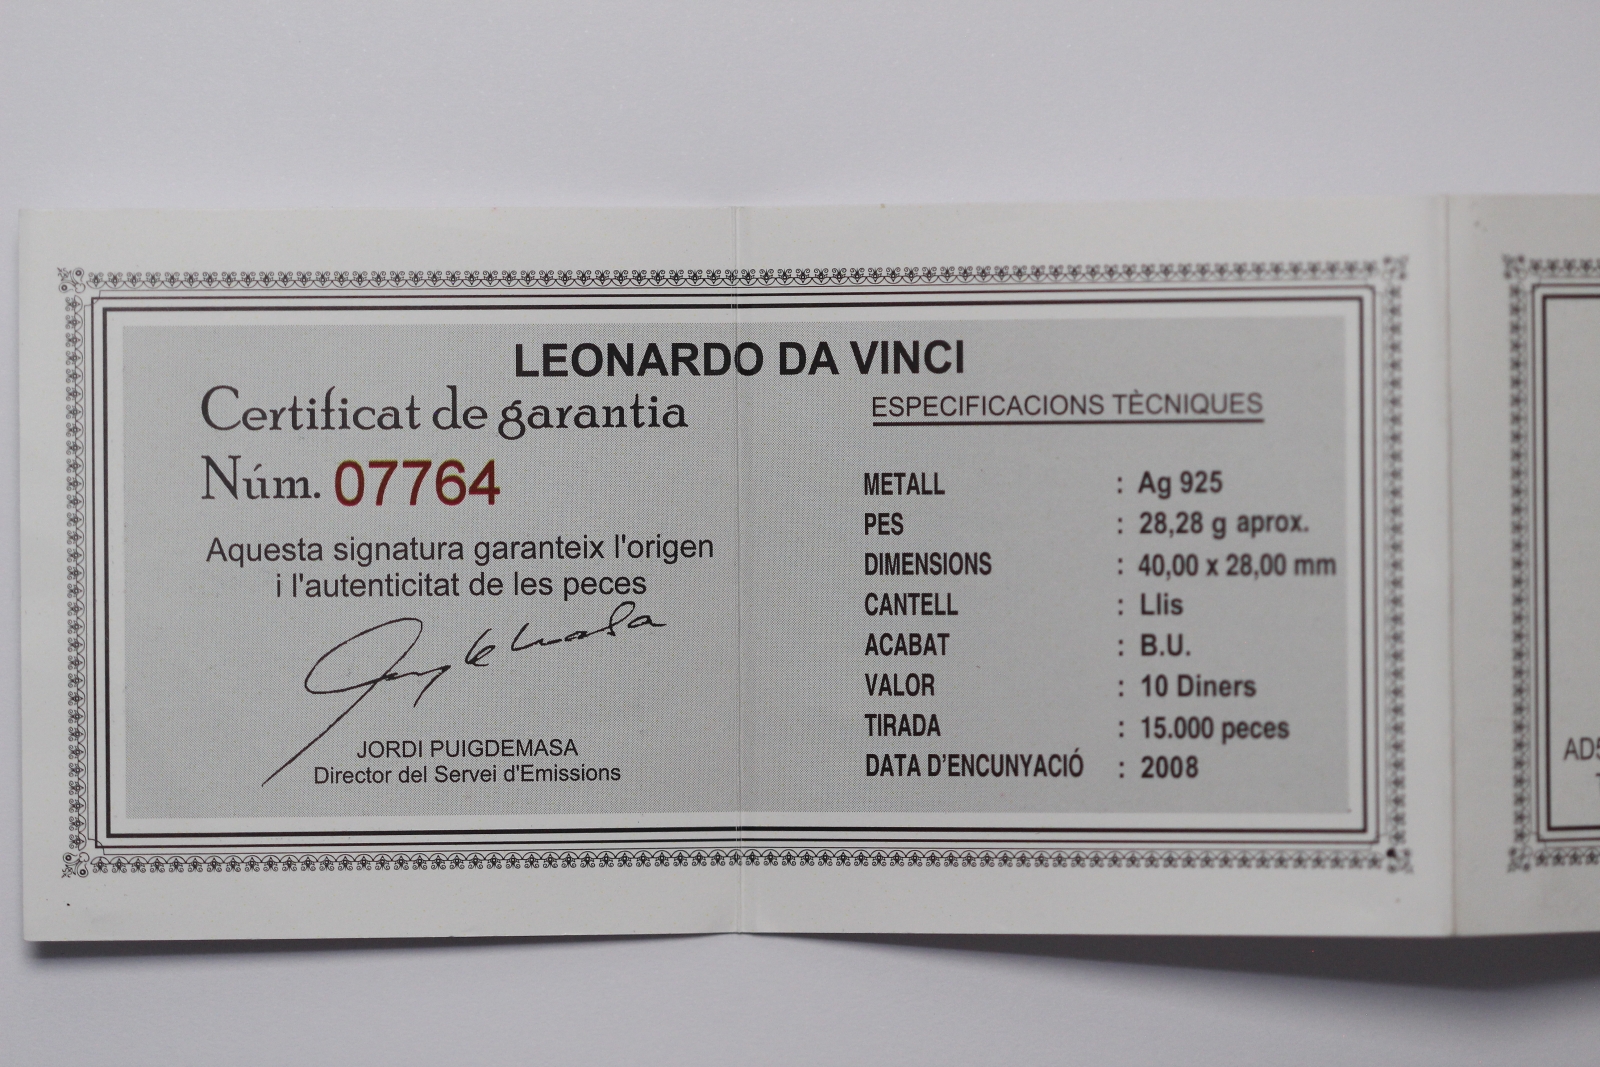 LEONARDO DA VINCI
Certificat de garantia
Núm. 07764
Aquesta signatura garanteix l'origen
i l'autenticitat de les peces
JORDI PUIGDEMASA
Director del Servei d'Emissions
ESPECIFICACIONS TÈCNIQUES
METALL : Ag 925
PES : 28,28 g aprox.
DIMENSIONS : 40,00 x 28,00 mm
CANTELL : Llis
ACABAT : B.U.
VALOR : 10 Diners
TIRADA : 15.000 peces
DATA D'ENCUNYACIÓ : 2008